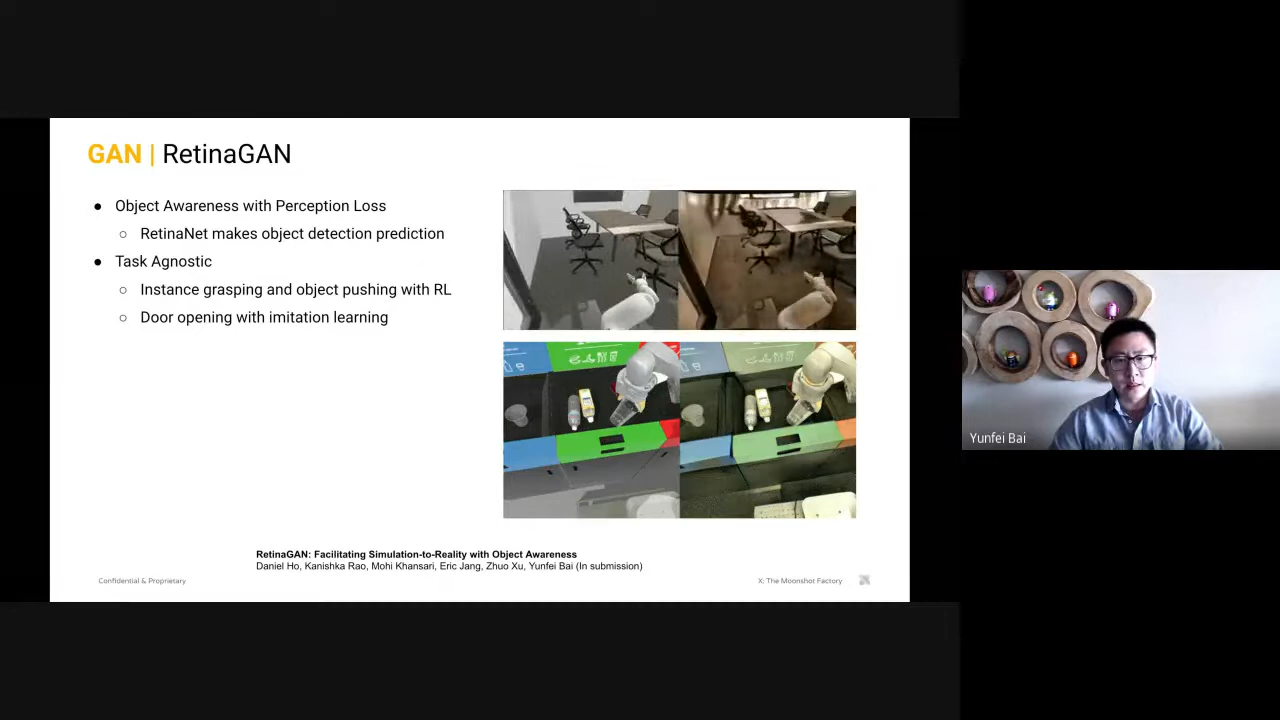 GAN | RetinaGAN
● Object Awareness with Perception Loss
○ RetinaNet makes object detection prediction
● Task Agnostic
○ Instance grasping and object pushing with RL
○ Door opening with imitation learning
RetinaGAN: Facilitating Simulation-to-Reality with Object Awareness
Daniel Ho, Kanishka Rao, Mohi Khansari, Eric Jang, Zhuo Xu, Yunfei Bai (In submission)
Confidential & Proprietary
X: The Moonshot Factory
Yunfei Bai